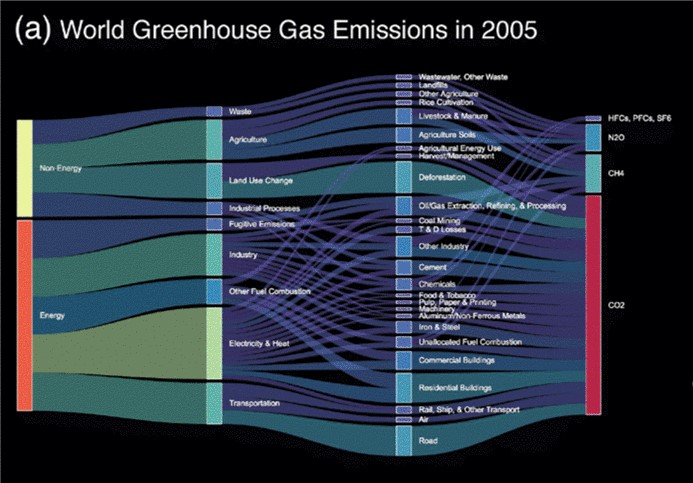 (a) World Greenhouse Gas Emissions in 2005
Non-Energy
Energy
Waste
Agriculture
Land Use Change
Industrial Processes
Fugitive Emissions
Industry
Other Fuel Combustion
Electricity & Heat
Transportation
Wastewater, Other Waste
Landfills
Other Agriculture
Rice Cultivation
Livestock & Manure
Agriculture Soils
Agricultural Energy Use
Harvest/Management
Deforestation
Oil/Gas Extraction, Refining, & Processing
Coal Mining
T & D Losses
Other Industry
Cement
Chemicals
Food & Tobacco
Pulp, Paper & Printing
Machinery
Aluminum/Non-Ferrous Metals
Iron & Steel
Unallocated Fuel Combustion
Commercial Buildings
Residential Buildings
Rail, Ship, & Other Transport
Air
Road
HFCs, PFCs, SF6
N2O
CH4
CO2